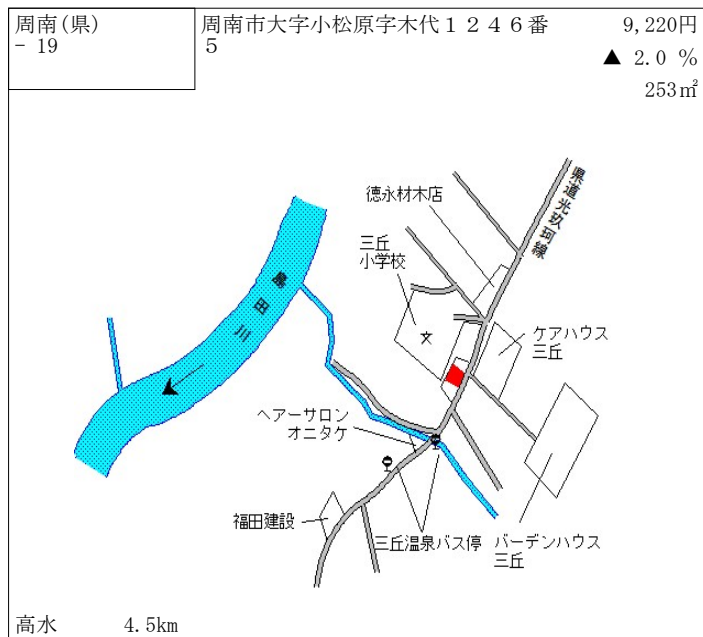 周南(県)
- 19
周南市大字小松原字木代１２４６番
５
9,220円
▲ 2.0 %
253㎡
県道光玖珂線
徳永材木店
三丘
小学校
文
島田川
ケアハウス
三丘
ヘアーサロン
オニタケ
福田建設
三丘温泉バス停
バーデンハウス
三丘
高水 4.5km